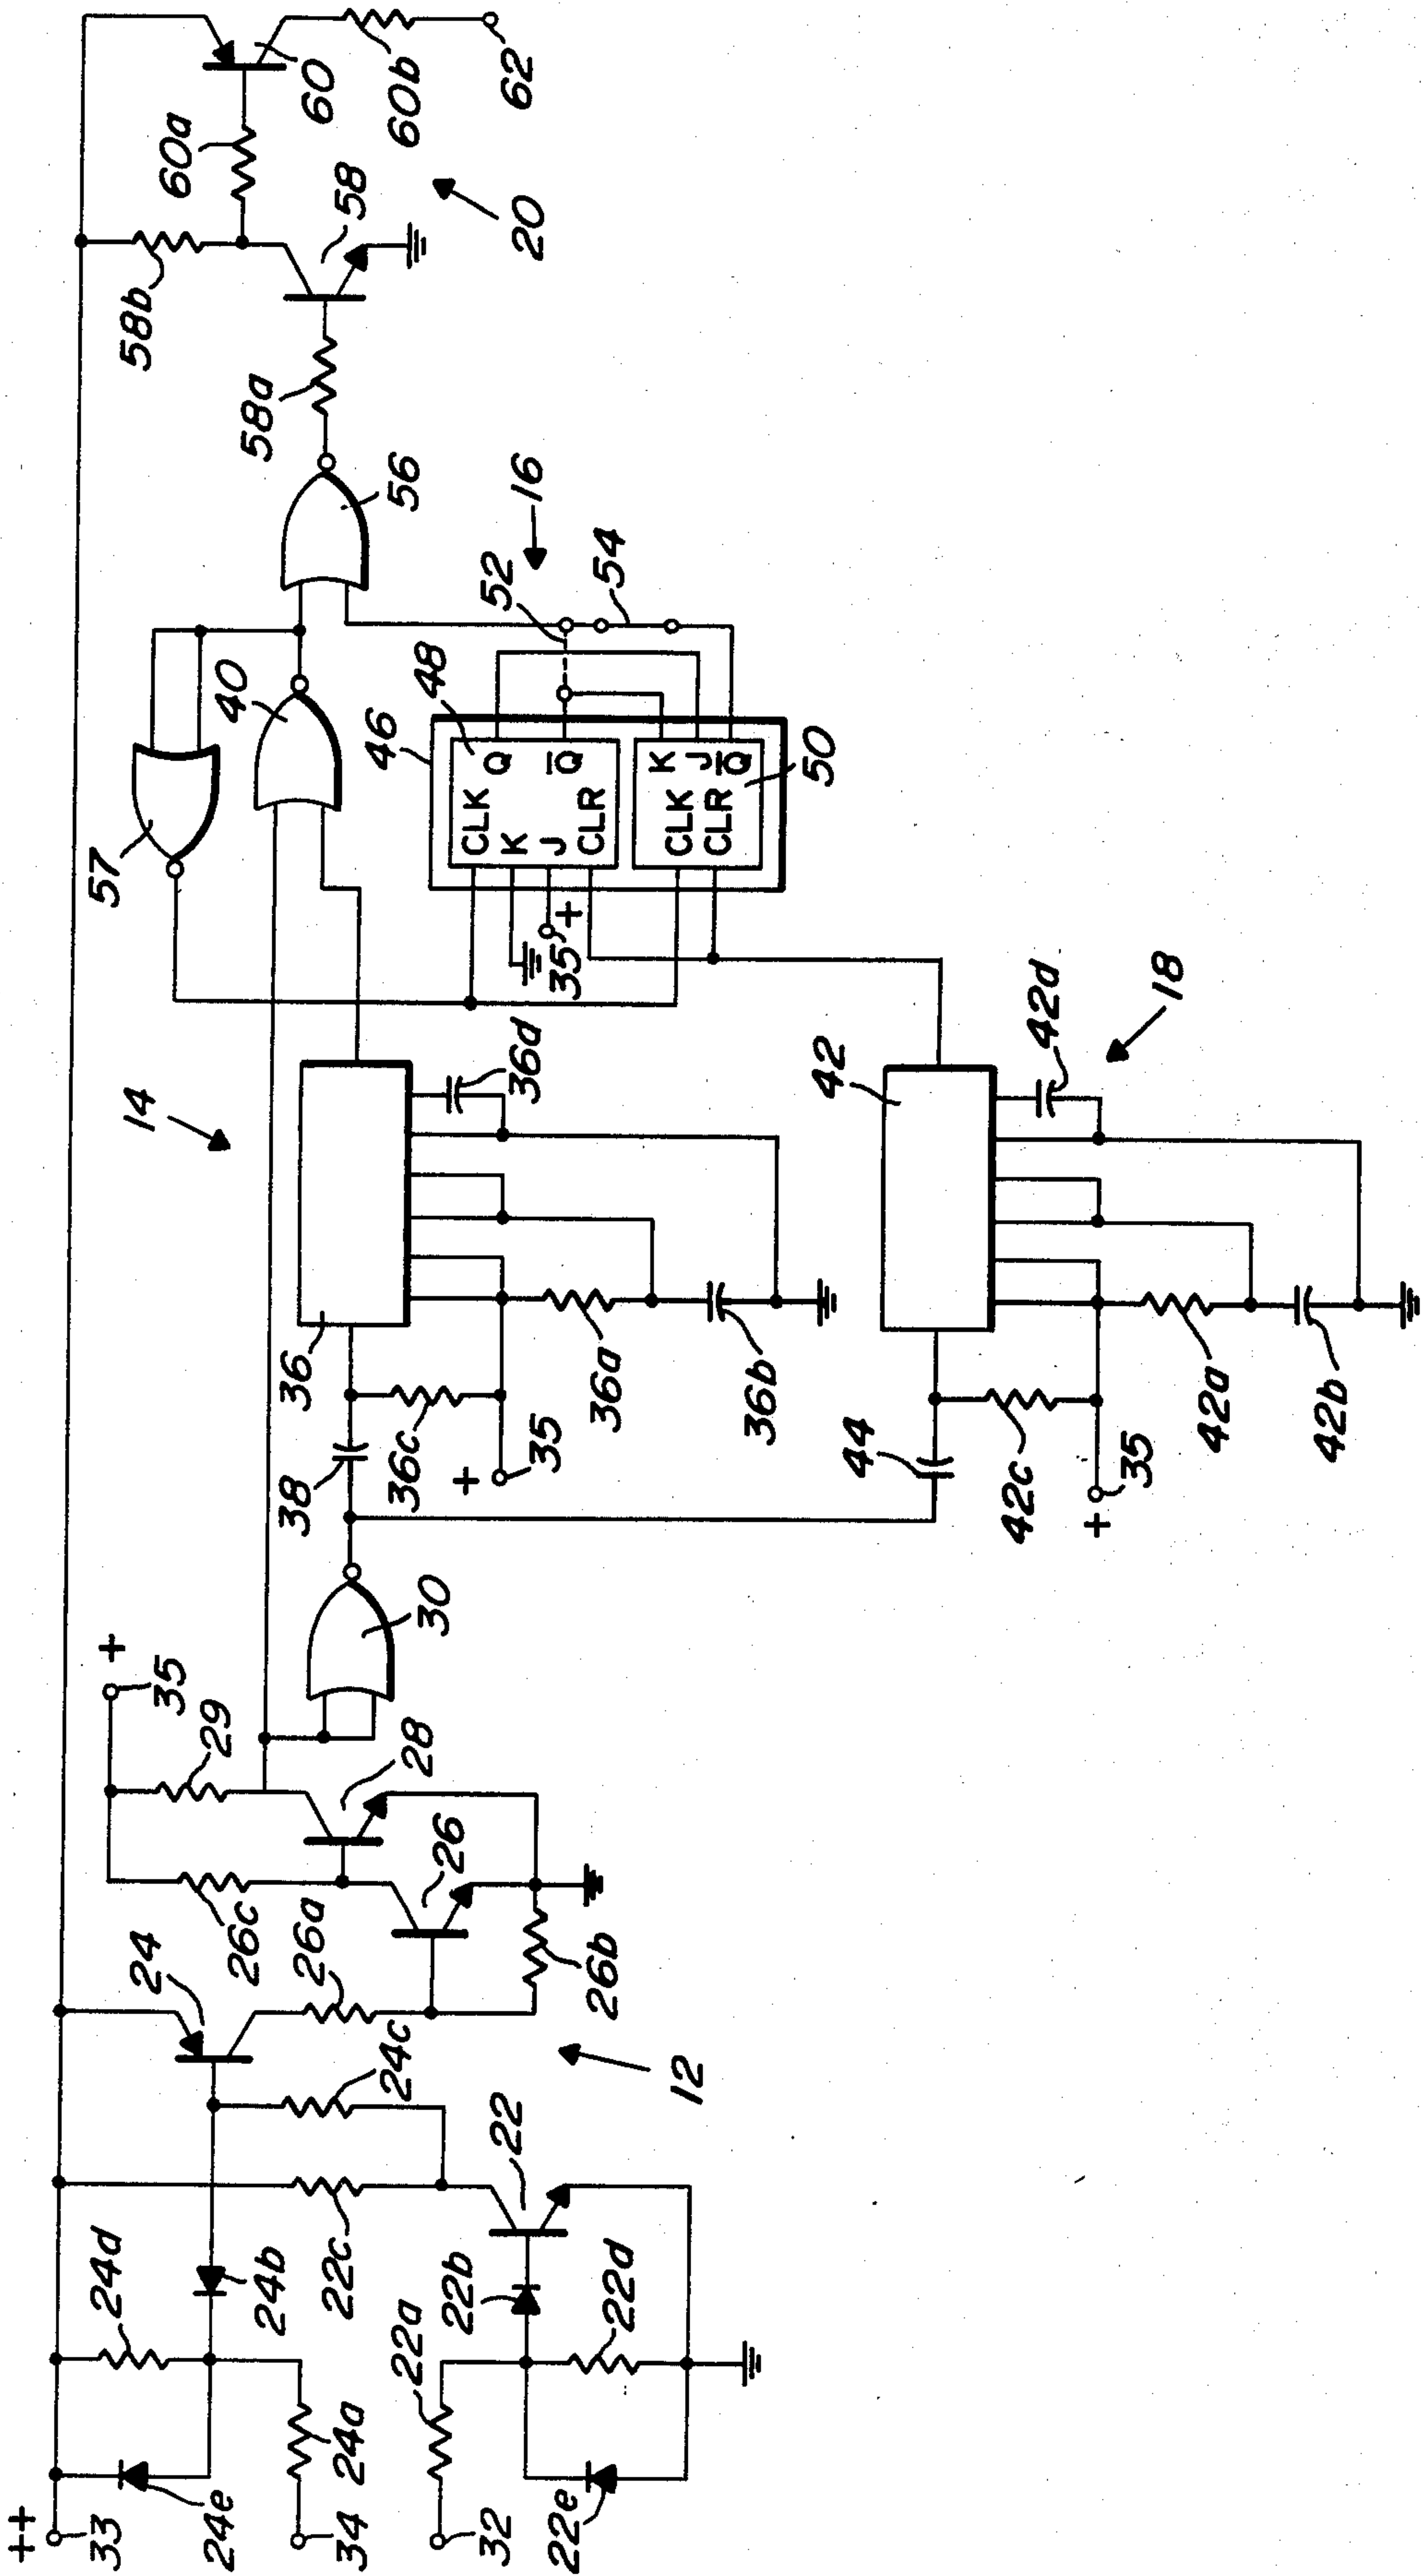 ++
33
24e
24d
34
24a
24b
32
22a
22b
22c
22d
22e
22
24
24c
26a
26b
26c
26
12
28
29
35
+
30
38
36
36c
+
35
36a
36b
36d
14
44
42
42c
+
35
42a
42b
42d
18
57
40
46
48
CLK
K
J
CLR
Q
Q̅
35
+
CLK
CLR
K
J
Q̅
50
52
54
16
56
58a
58b
58
60a
60
60b
62
20